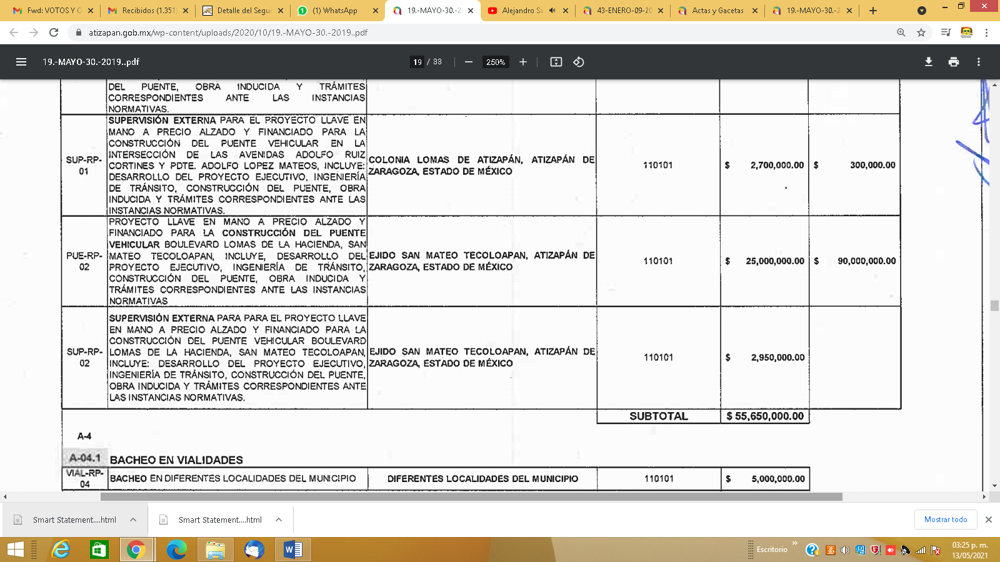 Fwd: VOTOS Y O
Recibidos (1.351)
Detalle del Segui
(1) WhatsApp
19.-MAYO-30.-2
Alejandro Sa
43-ENERO-09-20
Actas y Gacetas
19.-MAYO-30.-2
atizapan.gob.mx/wp-content/uploads/2020/10/19.-MAYO-30.-2019..pdf
19.-MAYO-30.-2019..pdf
19 / 33
250%
DEL PUENTE, OBRA INDUCIDA Y TRÁMITES
CORRESPONDIENTES ANTE LAS INSTANCIAS
NORMATIVAS.
SUP-RP-
01
SUPERVISIÓN EXTERNA PARA EL PROYECTO LLAVE EN
MANO A PRECIO ALZADO Y FINANCIADO PARA LA
CONSTRUCCIÓN DEL PUENTE VEHICULAR EN LA
INTERSECCIÓN DE LAS AVENIDAS ADOLFO RUIZ
CORTINES Y PDTE. ADOLFO LOPEZ MATEOS, INCLUYE:
DESARROLLO DEL PROYECTO EJECUTIVO, INGENIERÍA
DE TRÁNSITO, CONSTRUCCIÓN DEL PUENTE, OBRA
INDUCIDA Y TRÁMITES CORRESPONDIENTES ANTE LAS
INSTANCIAS NORMATIVAS.
COLONIA LOMAS DE ATIZAPÁN, ATIZAPÁN DE
ZARAGOZA, ESTADO DE MÉXICO
110101
$ 2,700,000.00
$ 300,000.00
PUE-RP-
02
PROYECTO LLAVE EN MANO A PRECIO ALZADO Y
FINANCIADO PARA LA CONSTRUCCIÓN DEL PUENTE
VEHICULAR BOULEVARD LOMAS DE LA HACIENDA, SAN
MATEO TECOLOAPAN, INCLUYE, DESARROLLO DEL
PROYECTO EJECUTIVO, INGENIERÍA DE TRÁNSITO,
CONSTRUCCIÓN DEL PUENTE, OBRA INDUCIDA Y
TRÁMITES CORRESPONDIENTES ANTE LAS INSTANCIAS
NORMATIVAS
EJIDO SAN MATEO TECOLOAPAN, ATIZAPÁN DE
ZARAGOZA, ESTADO DE MÉXICO
110101
$ 25,000,000.00
$ 90,000,000.00
SUP-RP-
02
SUPERVISIÓN EXTERNA PARA PARA EL PROYECTO LLAVE
EN MANO A PRECIO ALZADO Y FINANCIADO PARA LA
CONSTRUCCIÓN DEL PUENTE VEHICULAR BOULEVARD
LOMAS DE LA HACIENDA, SAN MATEO TECOLOAPAN,
INCLUYE: DESARROLLO DEL PROYECTO EJECUTIVO,
INGENIERÍA DE TRÁNSITO, CONSTRUCCIÓN DEL PUENTE,
OBRA INDUCIDA Y TRÁMITES CORRESPONDIENTES ANTE
LAS INSTANCIAS NORMATIVAS.
EJIDO SAN MATEO TECOLOAPAN, ATIZAPÁN DE
ZARAGOZA, ESTADO DE MÉXICO
110101
$ 2,950,000.00
SUBTOTAL $ 55,650,000.00
A-4
A-04.1 BACHEO EN VIALIDADES
VIAL-RP-
04
BACHEO EN DIFERENTES LOCALIDADES DEL MUNICIPIO
DIFERENTES LOCALIDADES DEL MUNICIPIO
110101
$ 5,000,000.00
Smart Statement....html
Smart Statement....html
Mostrar todo
Escritorio
03:25 p. m.
13/05/2021